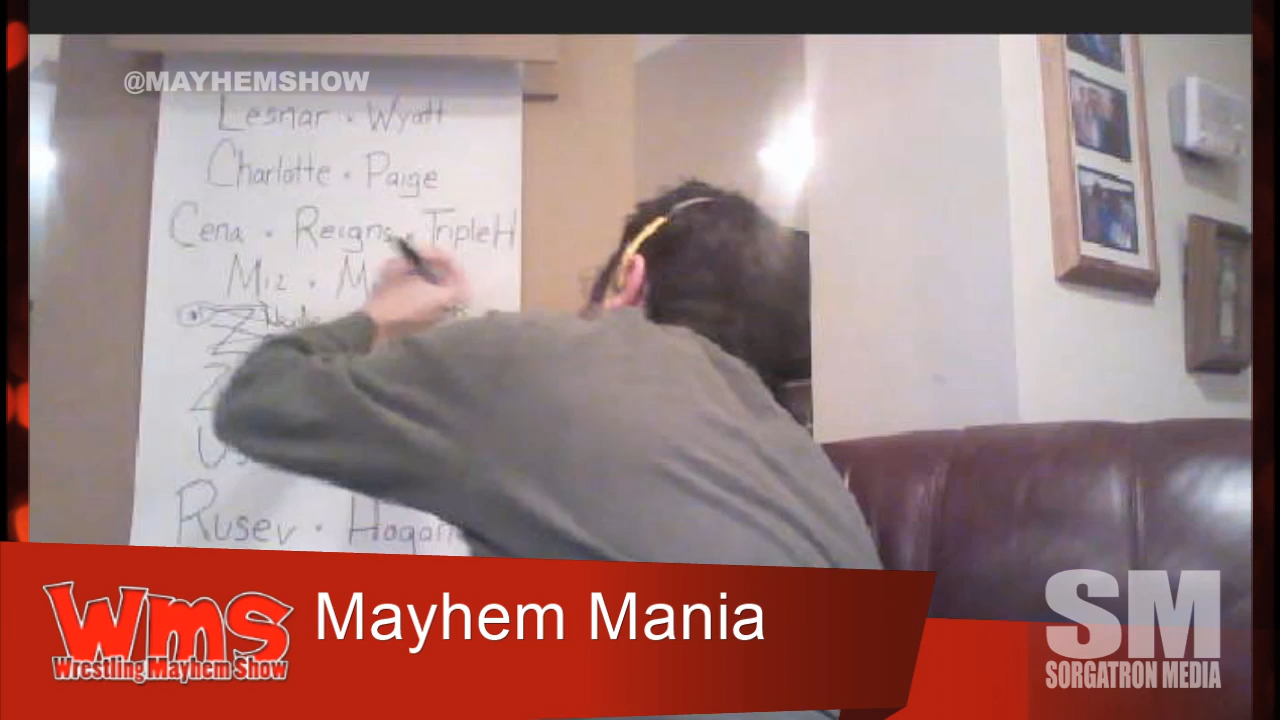 @MAYHEMSHOW
Lesnar · Wyatt
Charlotte · Paige
Cena · Reigns · TripleH
Miz · M
Rusev · Hogan
Wms
Wrestling Mayhem Show
Mayhem Mania
SM
SORGATRON MEDIA